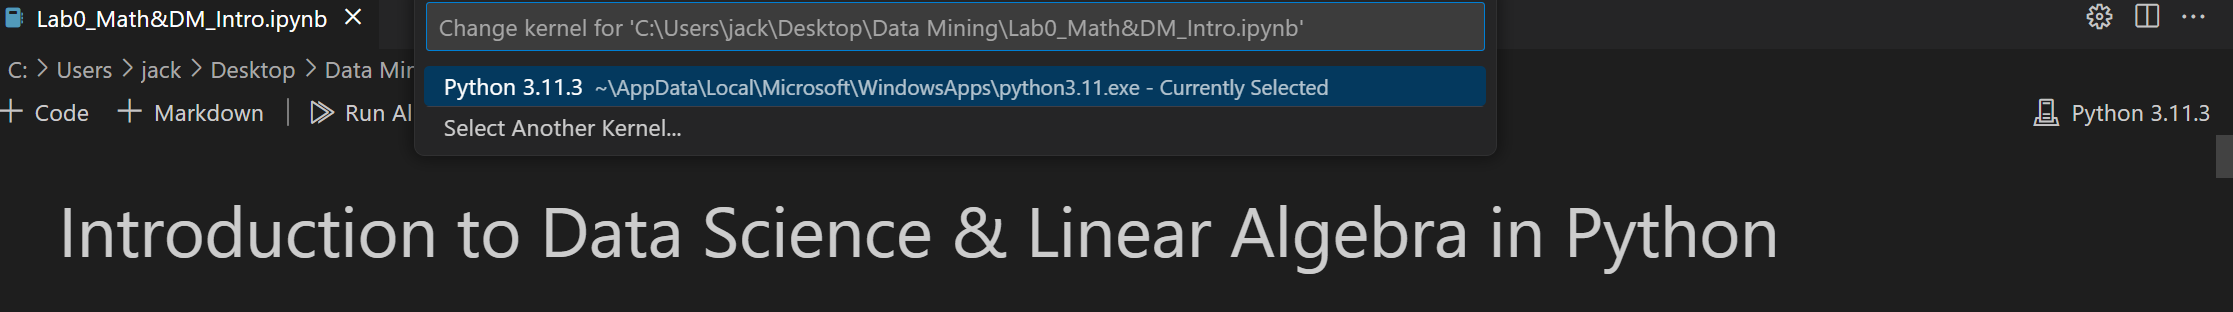 Lab0_Math&DM_Intro.ipynb
Change kernel for 'C:\Users\jack\Desktop\Data Mining\Lab0_Math&DM_Intro.ipynb'
C: > Users > jack > Desktop > Data Mir
Python 3.11.3 ~\AppData\Local\Microsoft\WindowsApps\python3.11.exe - Currently Selected
+ Code + Markdown Run Al
Select Another Kernel...
Python 3.11.3
Introduction to Data Science & Linear Algebra in Python